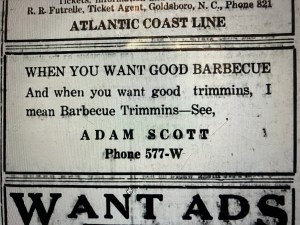 R. R. Futrelle, Ticket Agent, Goldsboro, N. C., Phone 821
ATLANTIC COAST LINE
WHEN YOU WANT GOOD BARBECUE
And when you want good trimmins, I
mean Barbecue Trimmins—See,
ADAM SCOTT
Phone 577-W
WANT ADS